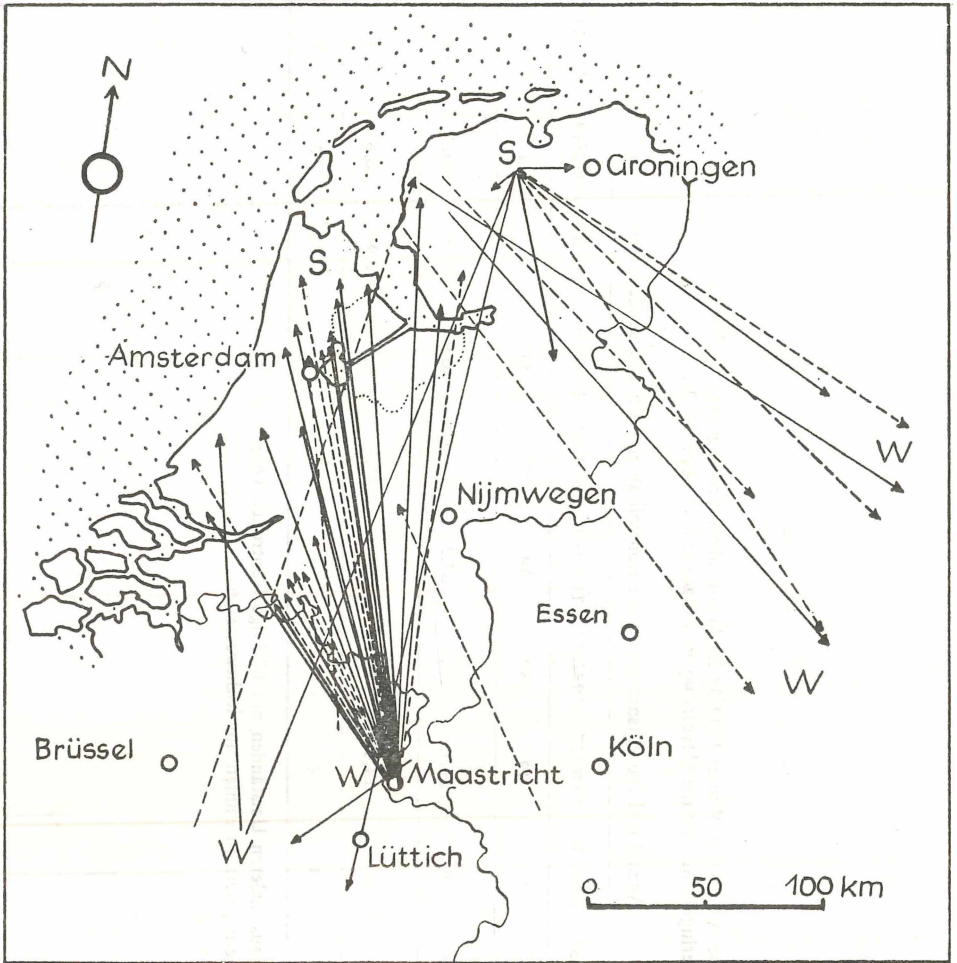 N
S
Groningen
S
Amsterdam
W
Nijmwegen
Essen
W
Brüssel
Köln
W Maastricht
W
Lüttich
0 50 100 km